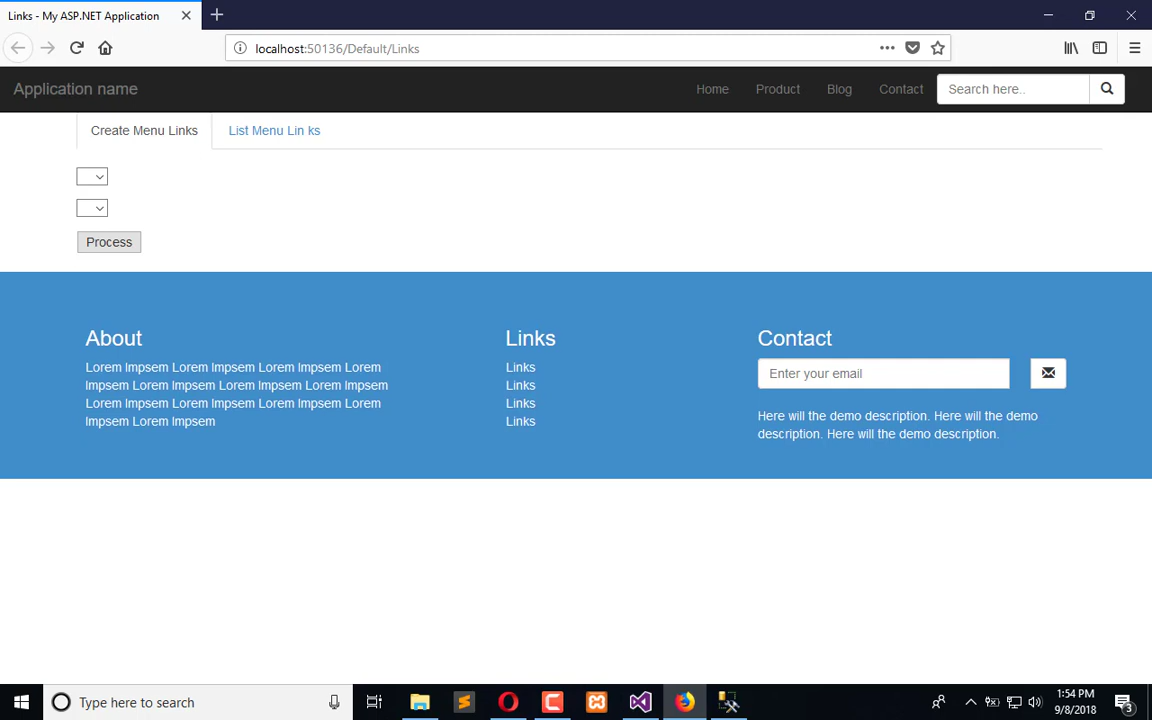 Links - My ASP.NET Application
localhost:50136/Default/Links
Application name
Home
Product
Blog
Contact
Search here..
Create Menu Links
List Menu Lin ks
Process
About
Lorem Impsem Lorem Impsem Lorem Impsem Lorem
Impsem Lorem Impsem Lorem Impsem Lorem Impsem
Lorem Impsem Lorem Impsem Lorem Impsem Lorem
Impsem Lorem Impsem
Links
Links
Links
Links
Links
Contact
Enter your email
Here will the demo description. Here will the demo
description. Here will the demo description.
Type here to search
1:54 PM
9/8/2018
3